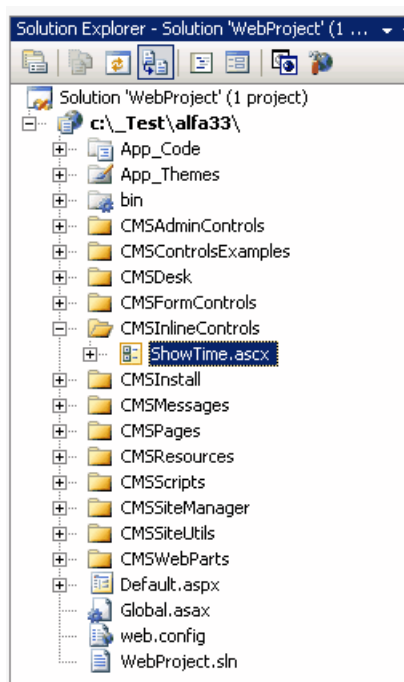 Solution Explorer - Solution 'WebProject' (1 ...
Solution 'WebProject' (1 project)
c:\_Test\alfa33\
App_Code
App_Themes
bin
CMSAdminControls
CMSControlsExamples
CMSDesk
CMSFormControls
CMSInlineControls
ShowTime.ascx
CMSInstall
CMSMessages
CMSPages
CMSResources
CMSScripts
CMSSiteManager
CMSSiteUtils
CMSWebParts
Default.aspx
Global.asax
web.config
WebProject.sln